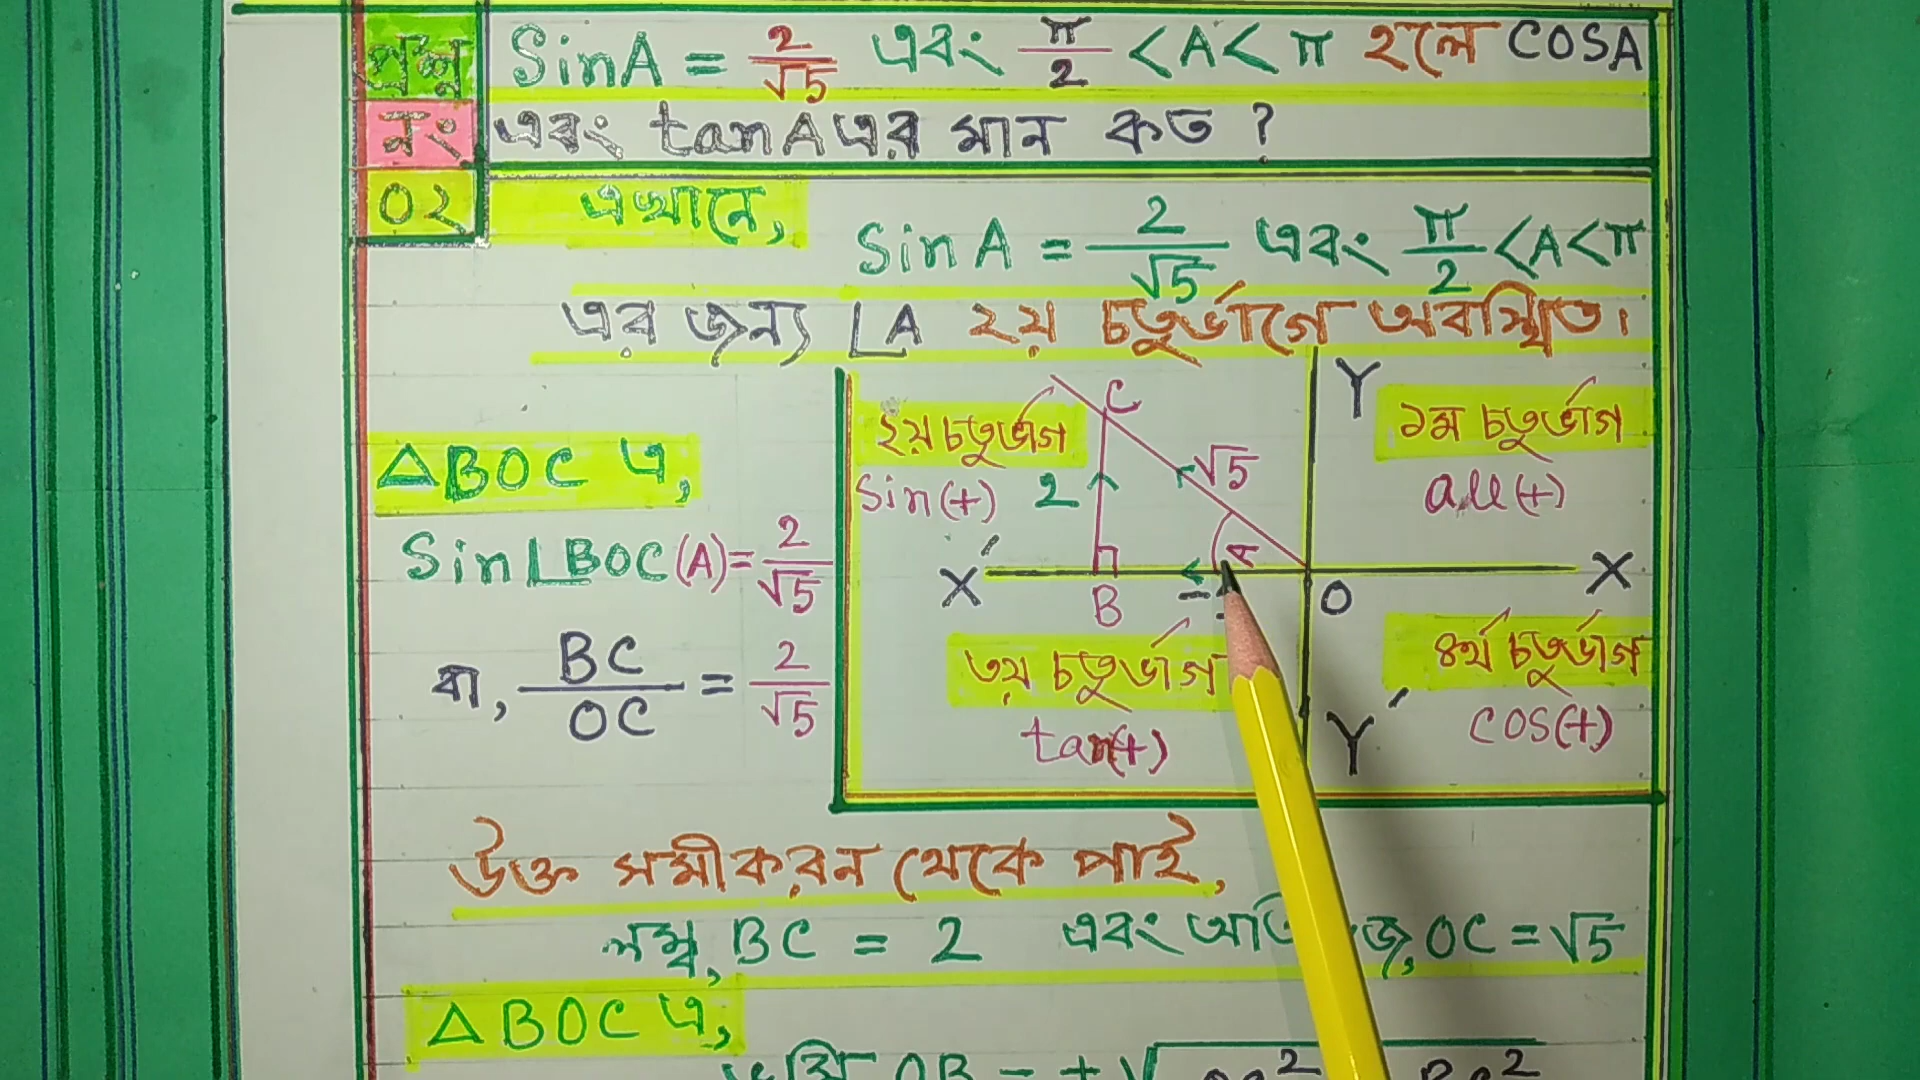 প্রশ্ন নং ০২
SinA = 2/√5 এবং π/2 <A< π হলে COSA
এবং tanA এর মান কত ?
এখানে,
SinA = 2/√5 এবং π/2 <A<π
এর জন্য ∠A ২য় চতুর্ভাগে অবস্থিত।
△BOC এ,
Sin∠BOC(A) = 2/√5
বা, BC/OC = 2/√5
২য় চতুর্ভাগ
Sin(+)
C
2
√5
A
B
O
X′
X
Y
Y′
১ম চতুর্ভাগ
all(+)
৩য় চতুর্ভাগ
tan(+)
৪র্থ চতুর্ভাগ
COS(+)
উক্ত সমীকরন থেকে পাই,
লম্ব, BC = 2 এবং OC = √5
△BOC এ,